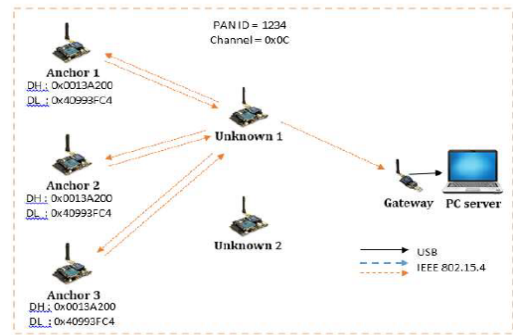 PAN ID = 1234
Channel = 0x0C
Anchor 1
DH : 0x0013A200
DL : 0x40993FC4
Unknown 1
Anchor 2
DH : 0x0013A200
DL : 0x40993FC4
Gateway
PC server
Unknown 2
USB
IEEE 802.15.4
Anchor 3
DH : 0x0013A200
DL : 0x40993FC4